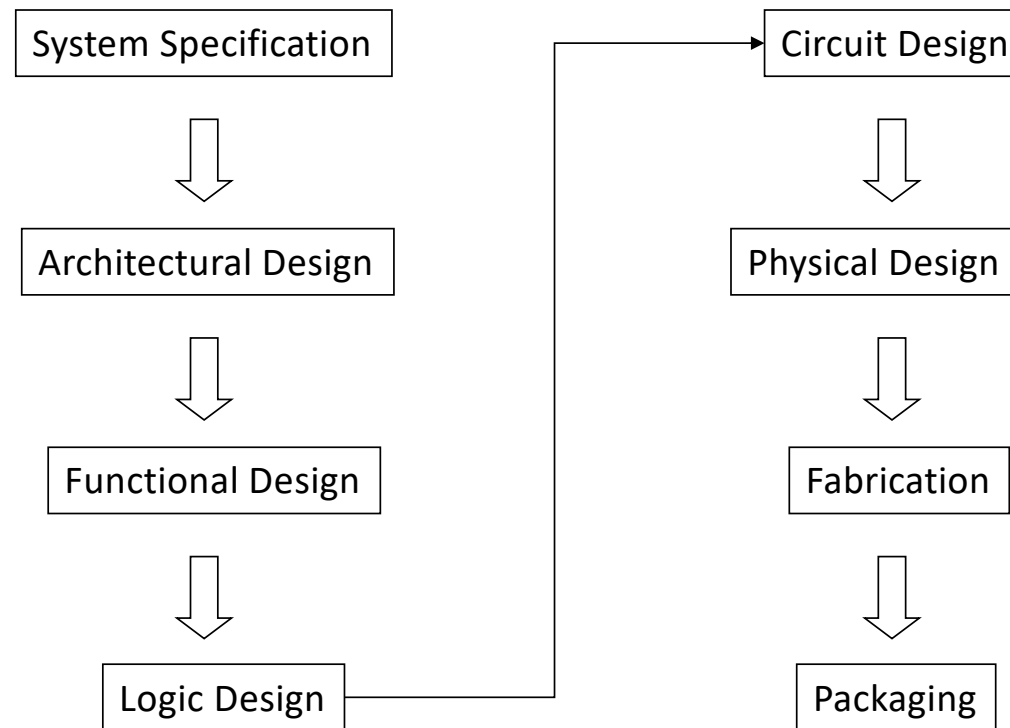 System Specification
Architectural Design
Functional Design
Logic Design
Circuit Design
Physical Design
Fabrication
Packaging